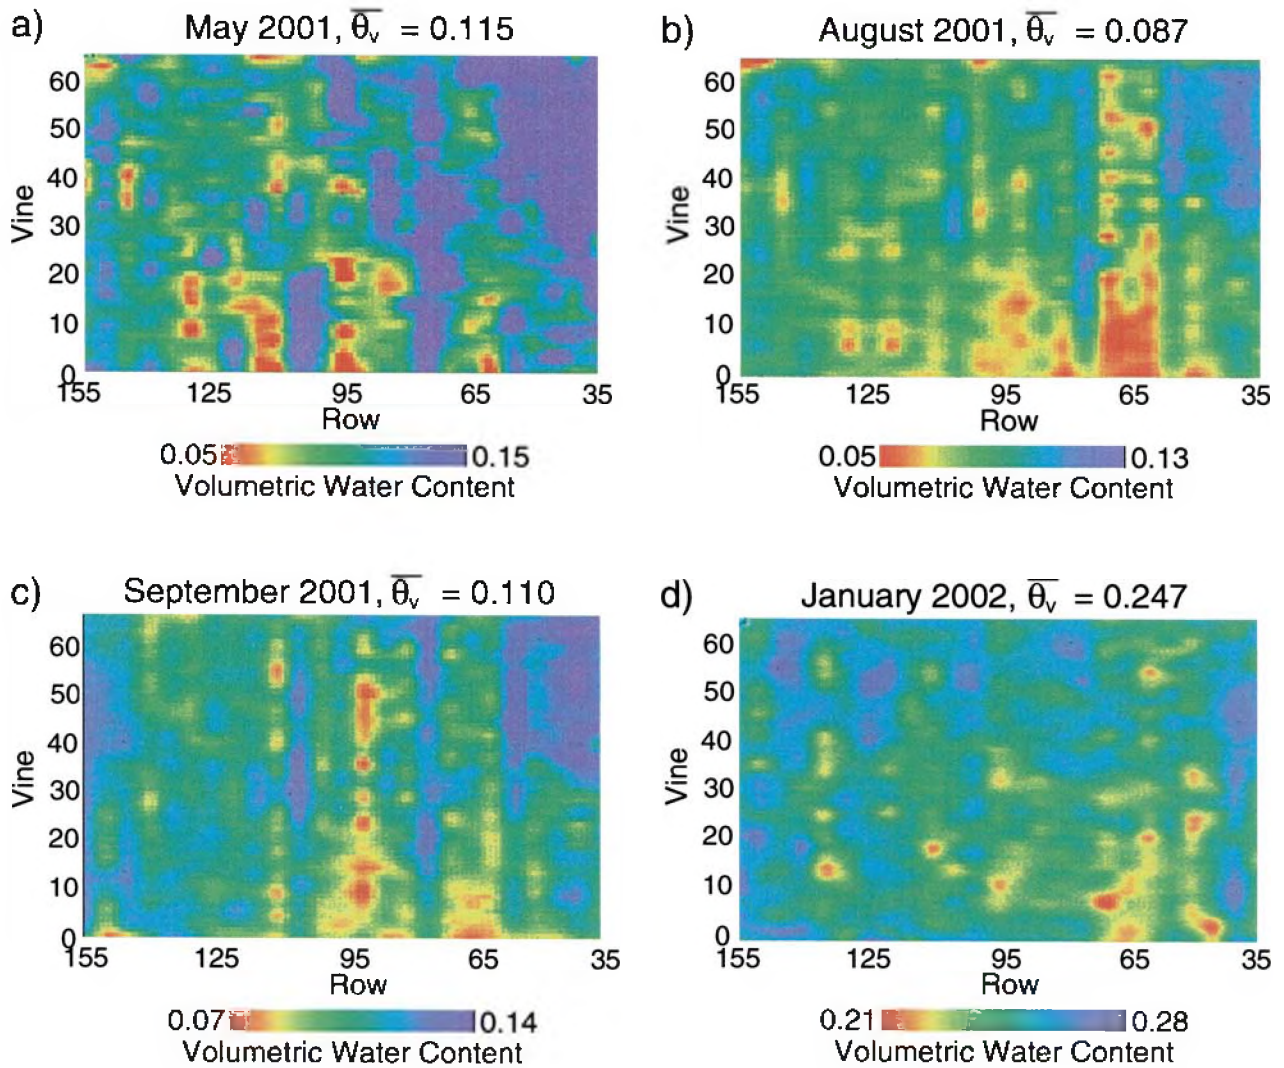 a) May 2001, θ̅ᵥ = 0.115
60
50
40
30
20
10
0
Vine
155 125 95 65 35
Row
0.05 0.15
Volumetric Water Content
b) August 2001, θ̅ᵥ = 0.087
60
50
40
30
20
10
0
Vine
155 125 95 65 35
Row
0.05 0.13
Volumetric Water Content
c) September 2001, θ̅ᵥ = 0.110
60
50
40
30
20
10
0
Vine
155 125 95 65 35
Row
0.07 0.14
Volumetric Water Content
d) January 2002, θ̅ᵥ = 0.247
60
50
40
30
20
10
0
Vine
155 125 95 65 35
Row
0.21 0.28
Volumetric Water Content